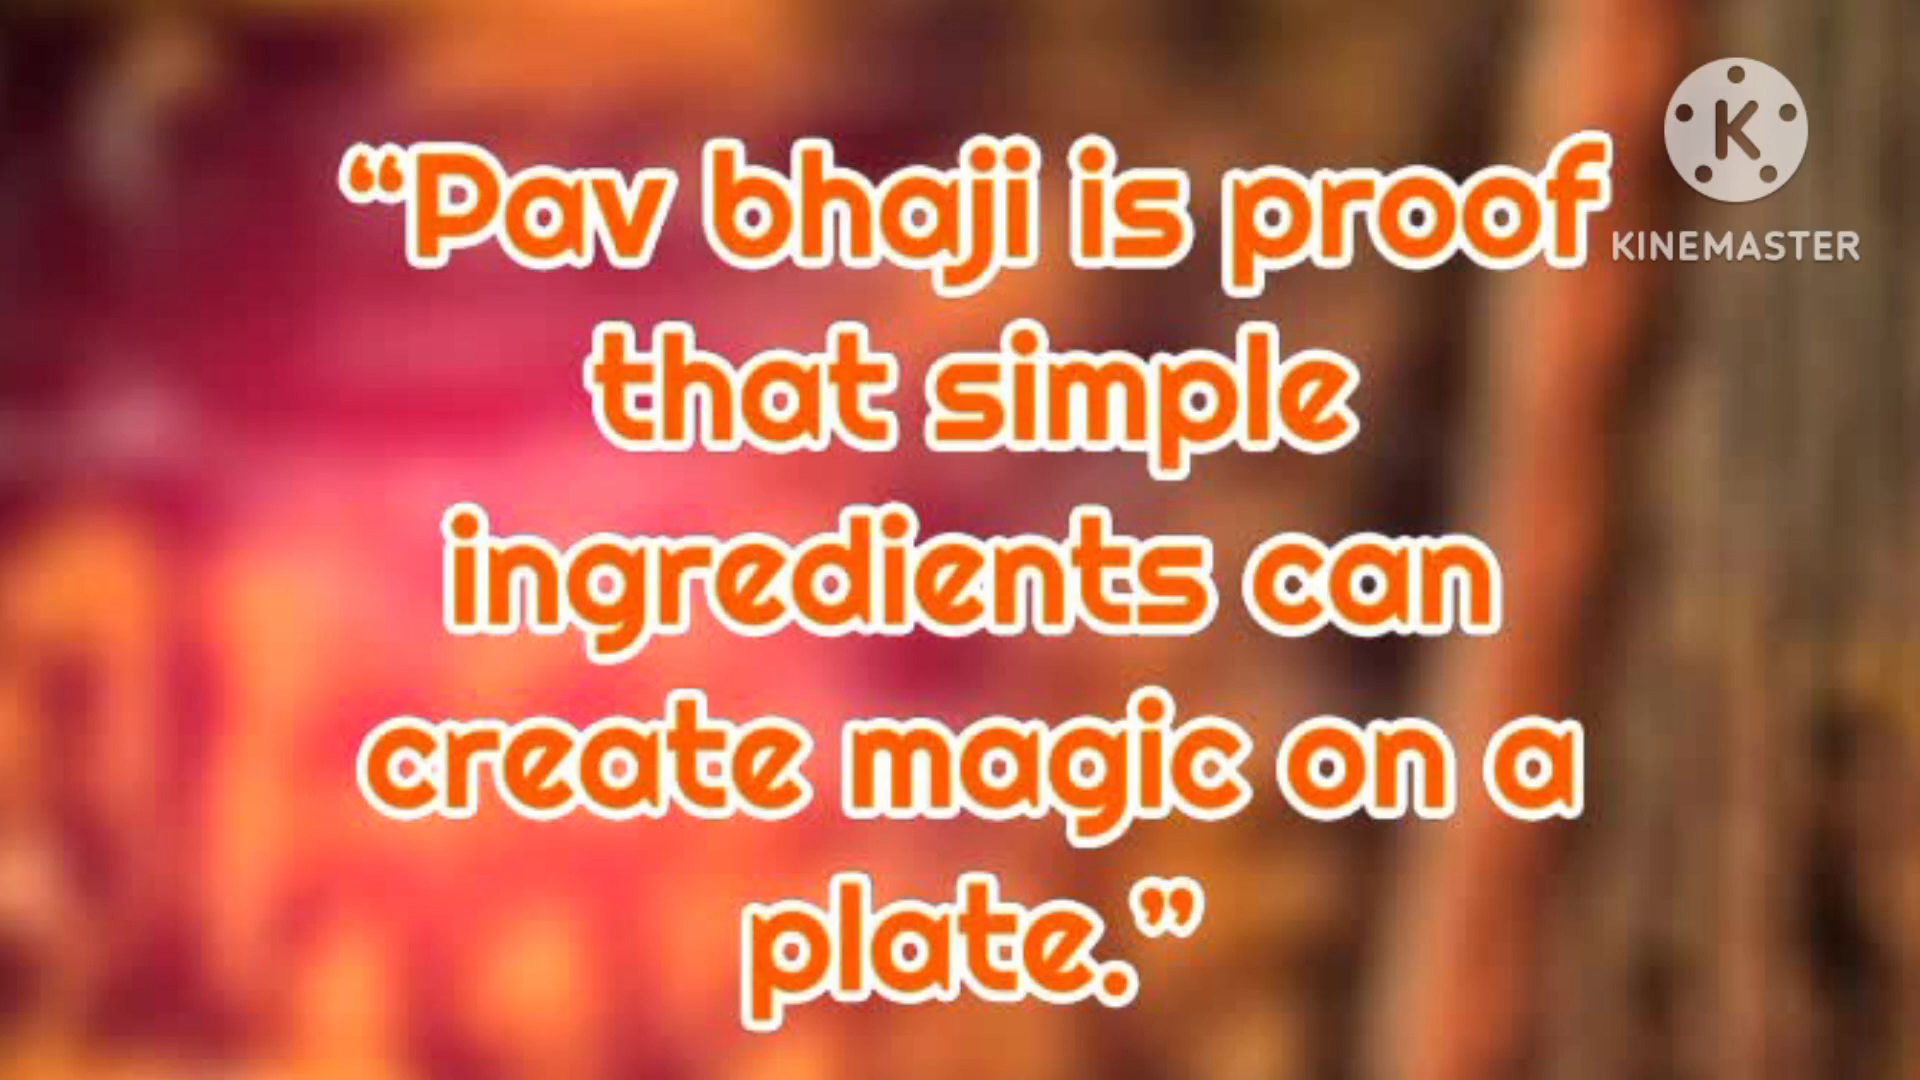 “Pav bhaji is proof
that simple
ingredients can
create magic on a
plate.”
K
KINEMASTER